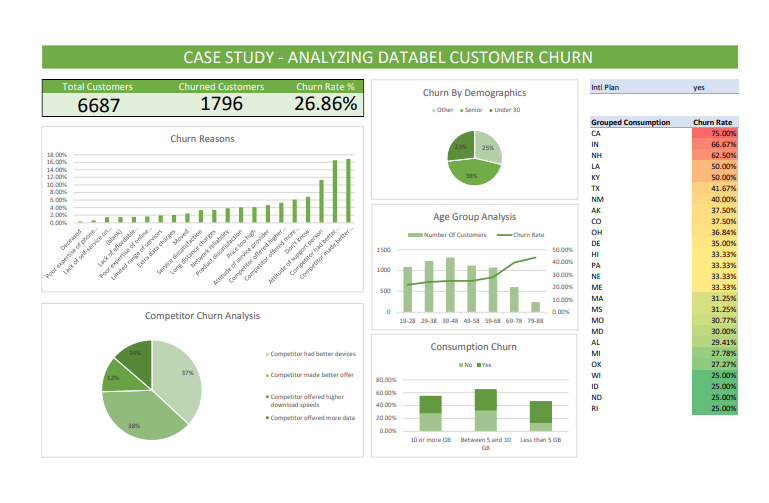 CASE STUDY - ANALYZING DATABEL CUSTOMER CHURN
Total Customers Churned Customers Churn Rate %
6687 1796 26.86%
Churn Reasons
18.00%
16.00%
14.00%
12.00%
10.00%
8.00%
6.00%
4.00%
2.00%
0.00%
Deceased
Poor expertise of phone...
Lack of self-service on...
(blank)
Lack of affordable...
Poor expertise of online...
Limited range of services
Extra data charges
Moved
Service dissatisfaction
Long distance charges
Network reliability
Product dissatisfaction
Price too high
Attitude of service provider
Competitor offered higher...
Competitor offered more...
Don't know
Attitude of support person
Competitor had better...
Competitor made better...
Competitor Churn Analysis
14%
37%
12%
38%
Competitor had better devices
Competitor made better offer
Competitor offered higher
download speeds
Competitor offered more data
Churn By Demographics
Other Senior Under 30
25%
38%
Age Group Analysis
Number Of Customers Churn Rate
1500
1000
500
0
50.00%
40.00%
30.00%
20.00%
10.00%
0.00%
19-28 29-38 39-48 49-58 59-68 69-78 79-88
Consumption Churn
No Yes
80.00%
60.00%
40.00%
20.00%
0.00%
10 or more GB Between 5 and 10 Less than 5 GB
GB
Intl Plan yes
Grouped Consumption Churn Rate
CA 75.00%
IN 66.67%
NH 62.50%
LA 50.00%
KY 50.00%
TX 41.67%
NM 40.00%
AK 37.50%
CO 37.50%
OH 36.84%
DE 35.00%
HI 33.33%
PA 33.33%
NE 33.33%
ME 33.33%
MA 31.25%
MS 31.25%
MO 30.77%
MD 30.00%
AL 29.41%
MI 27.78%
OK 27.27%
WI 25.00%
ID 25.00%
ND 25.00%
RI 25.00%